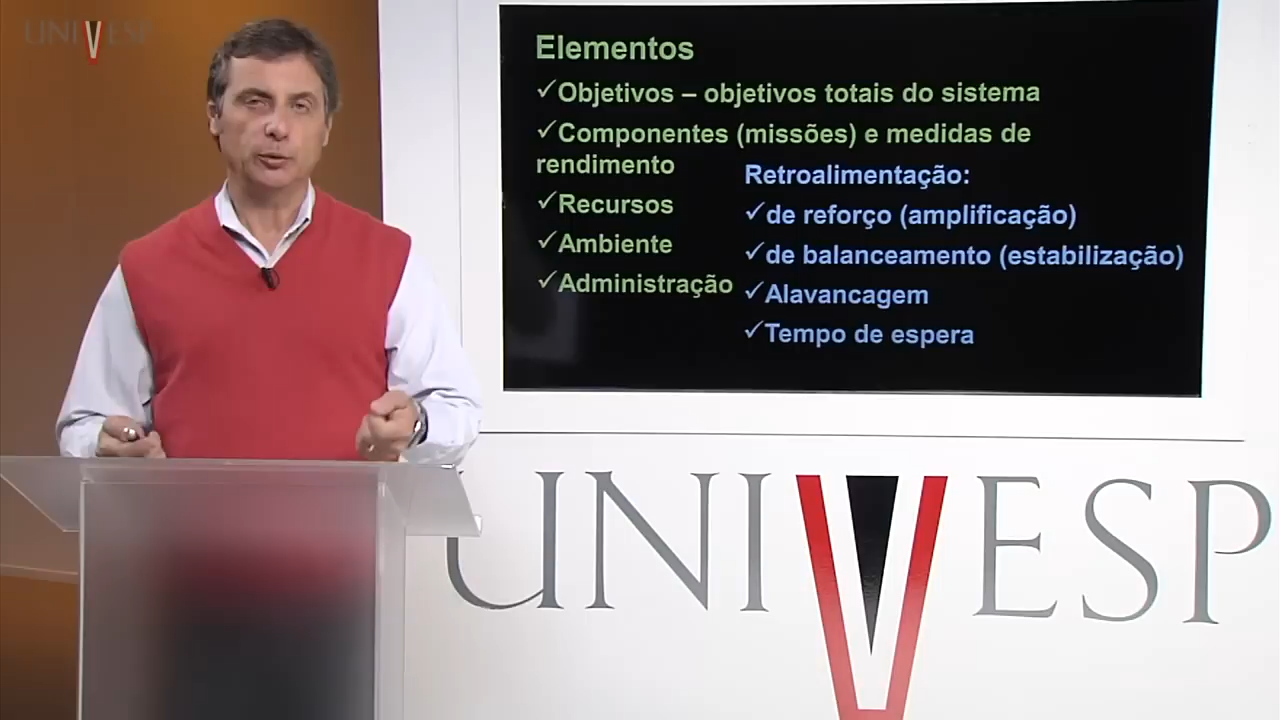 UNIVESP
Elementos
✓Objetivos – objetivos totais do sistema
✓Componentes (missões) e medidas de
rendimento
✓Recursos
✓Ambiente
✓Administração
Retroalimentação:
✓de reforço (amplificação)
✓de balanceamento (estabilização)
✓Alavancagem
✓Tempo de espera
UNIVESP